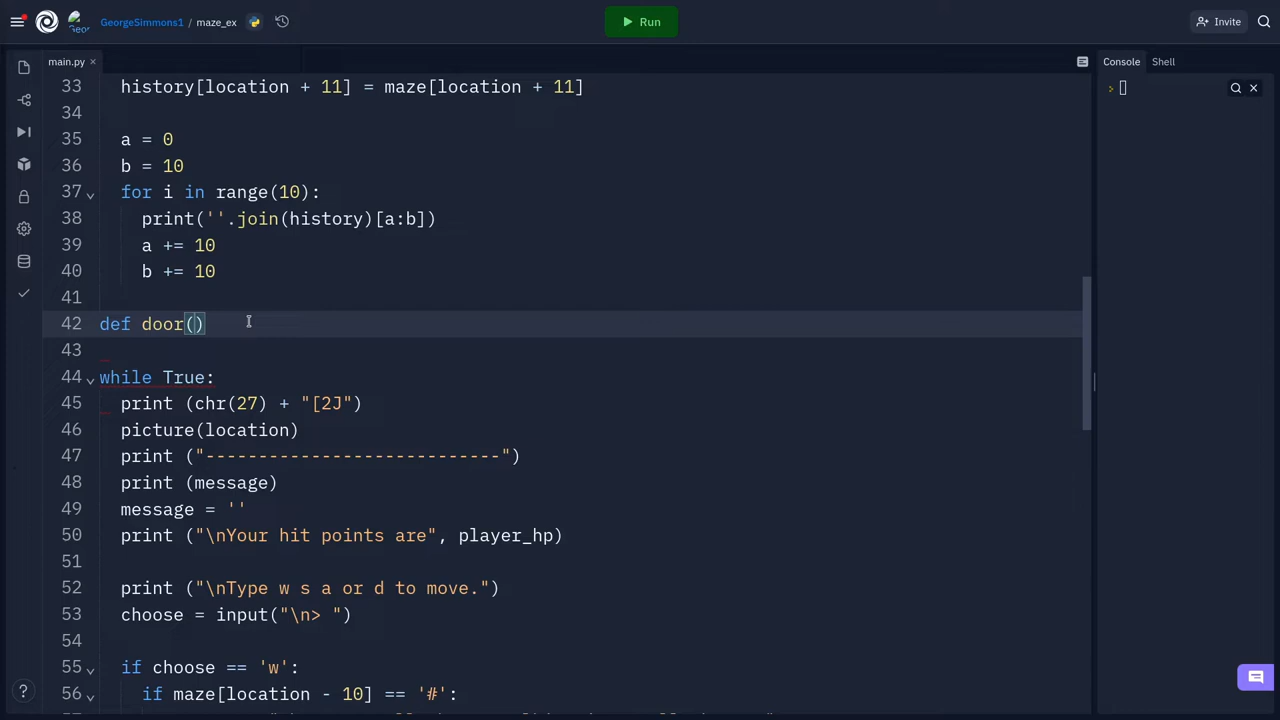 GeorgeSimmons1 / maze_ex
Run
Invite
main.py
Console
Shell
33 history[location + 11] = maze[location + 11]
34
35 a = 0
36 b = 10
37 for i in range(10):
38 print(''.join(history)[a:b])
39 a += 10
40 b += 10
41
42 def door()
43
44 while True:
45 print (chr(27) + "[2J")
46 picture(location)
47 print ("----------------------------")
48 print (message)
49 message = ''
50 print ("\nYour hit points are", player_hp)
51
52 print ("\nType w s a or d to move.")
53 choose = input("\n> ")
54
55 if choose == 'w':
56 if maze[location - 10] == '#':